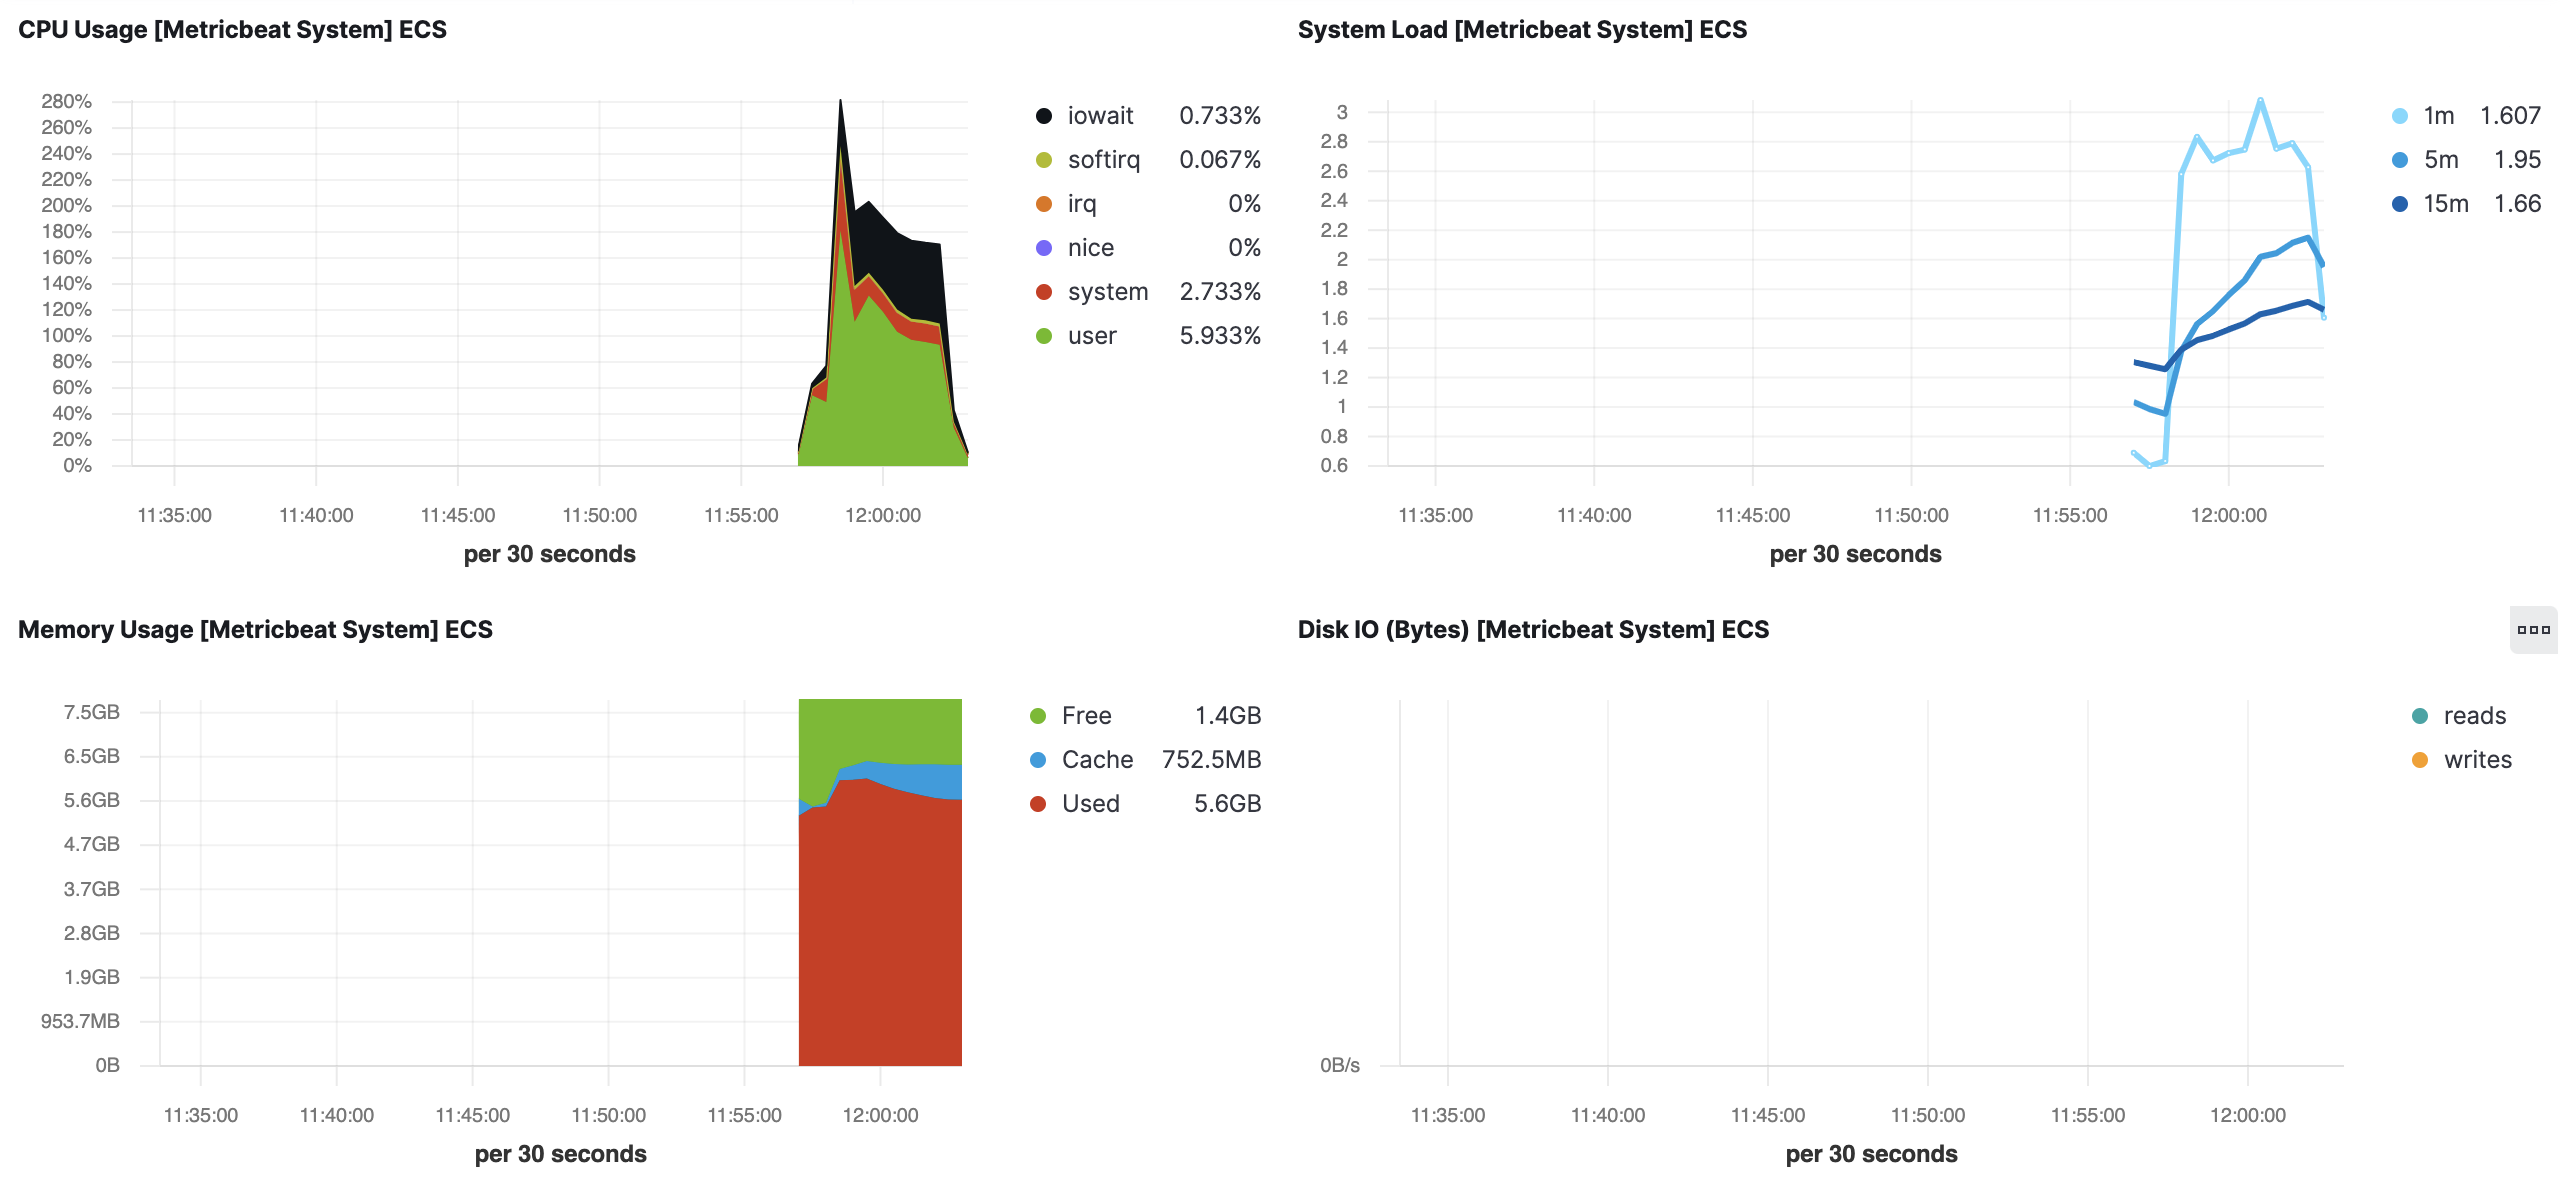 CPU Usage [Metricbeat System] ECS
280%
260%
240%
220%
200%
180%
160%
140%
120%
100%
80%
60%
40%
20%
0%
11:35:00 11:40:00 11:45:00 11:50:00 11:55:00 12:00:00
per 30 seconds
iowait 0.733%
softirq 0.067%
irq 0%
nice 0%
system 2.733%
user 5.933%
System Load [Metricbeat System] ECS
3
2.8
2.6
2.4
2.2
2
1.8
1.6
1.4
1.2
1
0.8
0.6
11:35:00 11:40:00 11:45:00 11:50:00 11:55:00 12:00:00
per 30 seconds
1m 1.607
5m 1.95
15m 1.66
Memory Usage [Metricbeat System] ECS
7.5GB
6.5GB
5.6GB
4.7GB
3.7GB
2.8GB
1.9GB
953.7MB
0B
11:35:00 11:40:00 11:45:00 11:50:00 11:55:00 12:00:00
per 30 seconds
Free 1.4GB
Cache 752.5MB
Used 5.6GB
Disk IO (Bytes) [Metricbeat System] ECS
0B/s
11:35:00 11:40:00 11:45:00 11:50:00 11:55:00 12:00:00
per 30 seconds
reads
writes